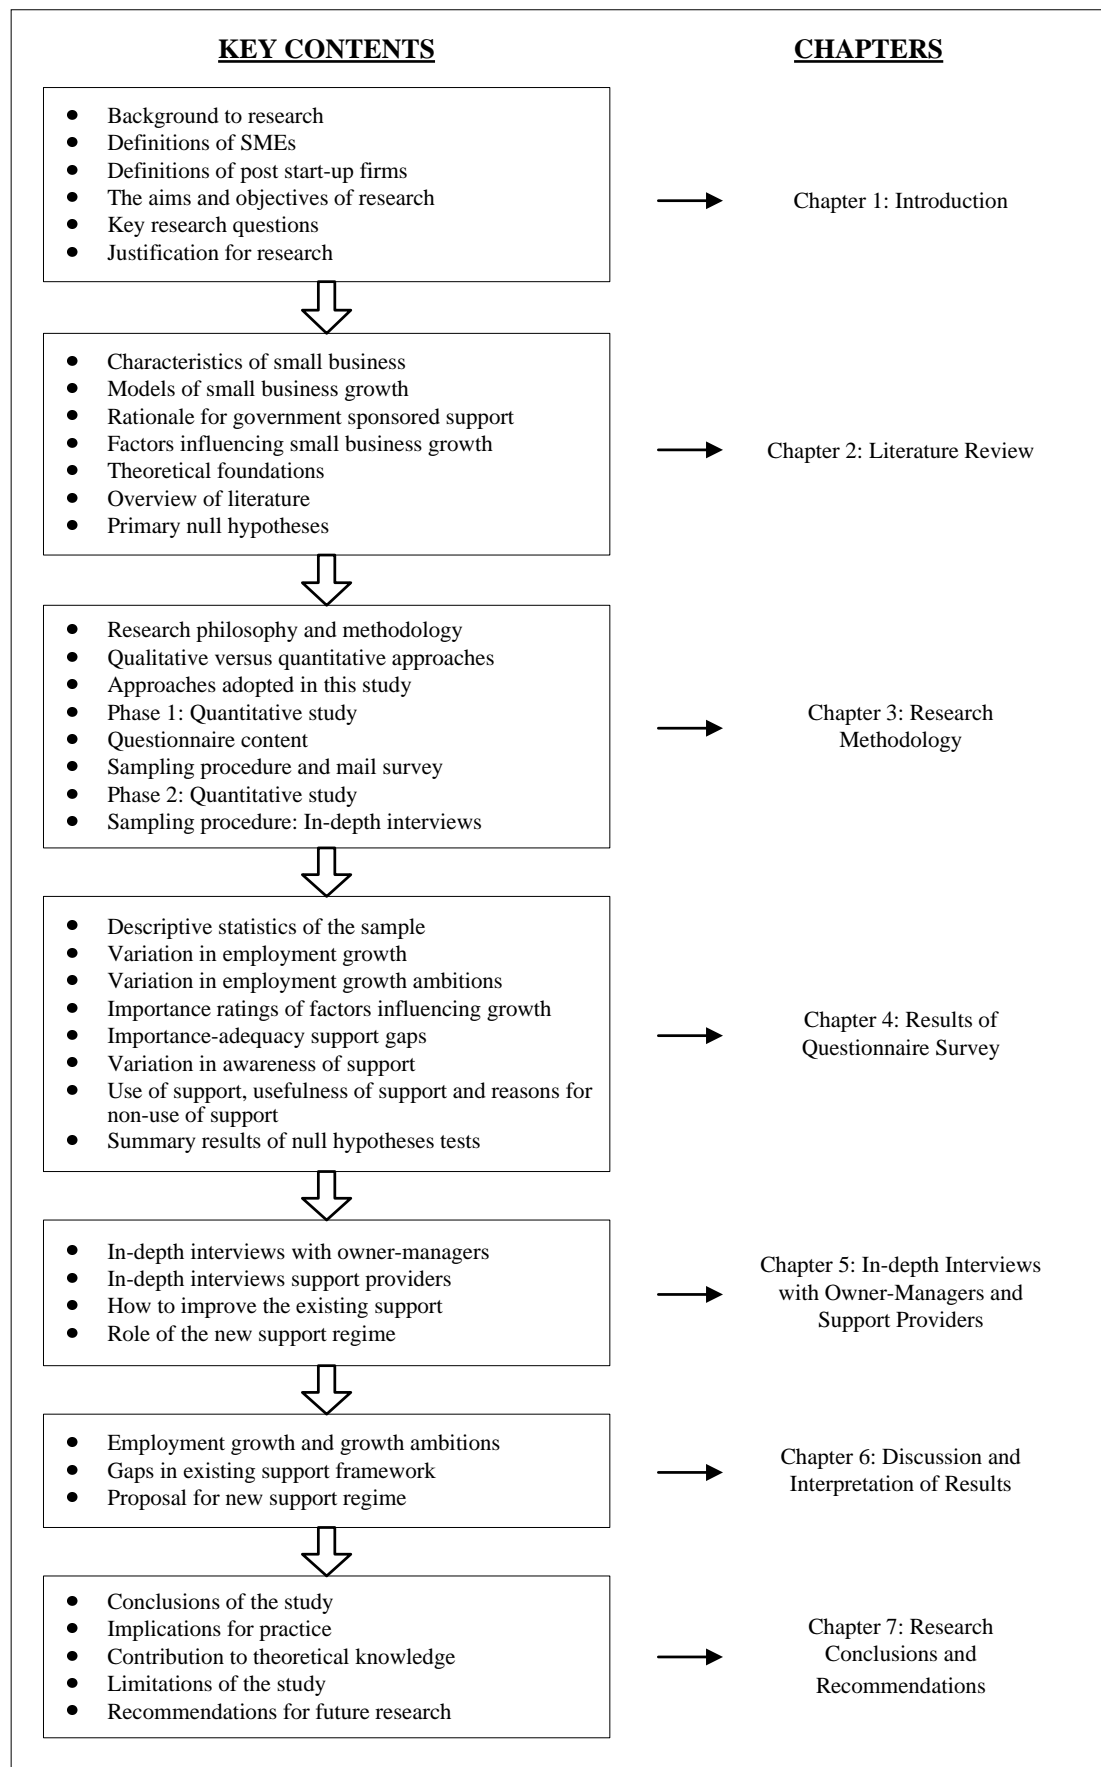 KEY CONTENTS
CHAPTERS
● Background to research
● Definitions of SMEs
● Definitions of post start-up firms
● The aims and objectives of research
● Key research questions
● Justification for research
Chapter 1: Introduction
● Characteristics of small business
● Models of small business growth
● Rationale for government sponsored support
● Factors influencing small business growth
● Theoretical foundations
● Overview of literature
● Primary null hypotheses
Chapter 2: Literature Review
● Research philosophy and methodology
● Qualitative versus quantitative approaches
● Approaches adopted in this study
● Phase 1: Quantitative study
● Questionnaire content
● Sampling procedure and mail survey
● Phase 2: Quantitative study
● Sampling procedure: In-depth interviews
Chapter 3: Research
Methodology
● Descriptive statistics of the sample
● Variation in employment growth
● Variation in employment growth ambitions
● Importance ratings of factors influencing growth
● Importance-adequacy support gaps
● Variation in awareness of support
● Use of support, usefulness of support and reasons for
non-use of support
● Summary results of null hypotheses tests
Chapter 4: Results of
Questionnaire Survey
● In-depth interviews with owner-managers
● In-depth interviews support providers
● How to improve the existing support
● Role of the new support regime
Chapter 5: In-depth Interviews
with Owner-Managers and
Support Providers
● Employment growth and growth ambitions
● Gaps in existing support framework
● Proposal for new support regime
Chapter 6: Discussion and
Interpretation of Results
● Conclusions of the study
● Implications for practice
● Contribution to theoretical knowledge
● Limitations of the study
● Recommendations for future research
Chapter 7: Research
Conclusions and
Recommendations